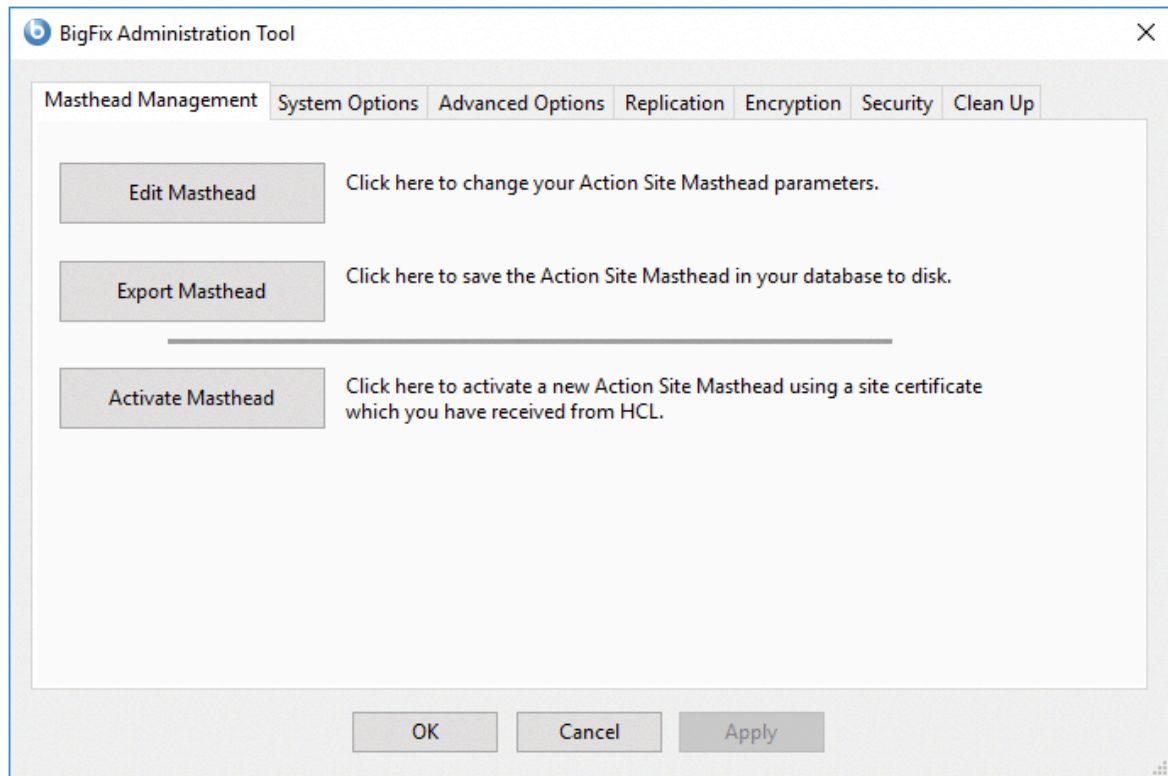 BigFix Administration Tool
Masthead Management System Options Advanced Options Replication Encryption Security Clean Up
Edit Masthead Click here to change your Action Site Masthead parameters.
Export Masthead Click here to save the Action Site Masthead in your database to disk.
Activate Masthead Click here to activate a new Action Site Masthead using a site certificate
which you have received from HCL.
OK Cancel Apply